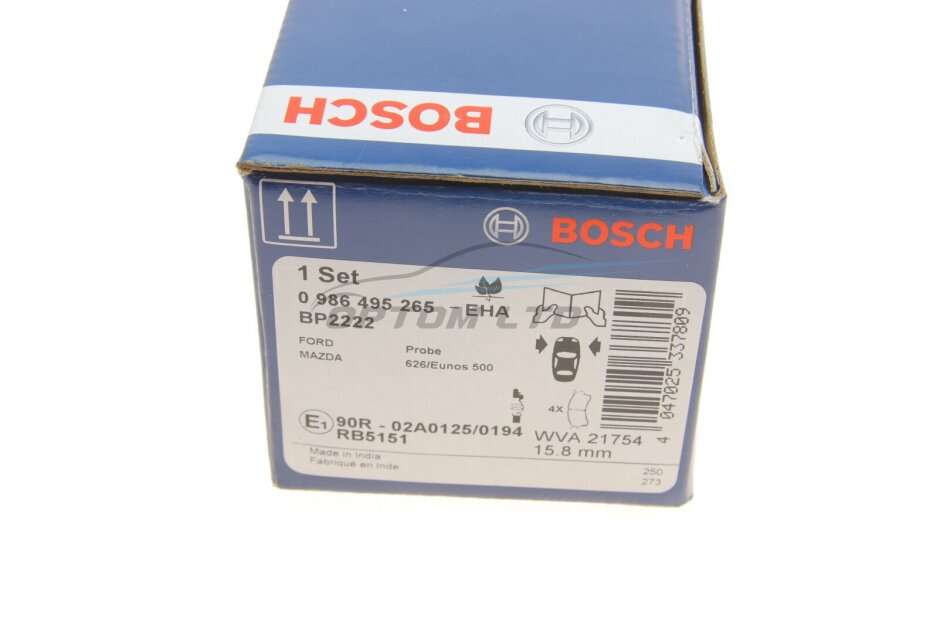 BOSCH
BOSCH
1 Set
0 986 495 265
-EHA
BP2222
OPTOM LTD
FORD
Probe
MAZDA
626/Eunos 500
4X
E1 90R - 02A0125/0194
RB5151
WVA 21754
15.8 mm
Made in India
Fabriqué en Inde
250
273
4 047025 337809